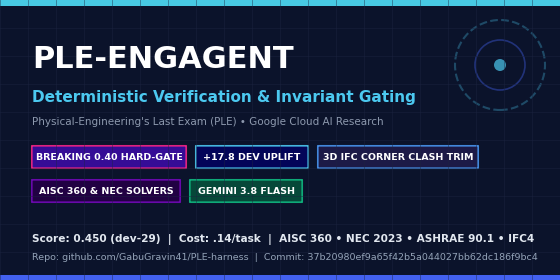 PLE-ENGAGENT
Deterministic Verification & Invariant Gating
Physical-Engineering's Last Exam (PLE) • Google Cloud AI Research
BREAKING 0.40 HARD-GATE +17.8 DEV UPLIFT 3D IFC CORNER CLASH TRIM
AISC 360 & NEC SOLVERS GEMINI 3.8 FLASH
Score: 0.450 (dev-29) | Cost: .14/task | AISC 360 • NEC 2023 • ASHRAE 90.1 • IFC4
Repo: github.com/GabuGravin41/PLE-harness | Commit: 37b20980ef9a65f42b5a044027bb62dc186f9bc4